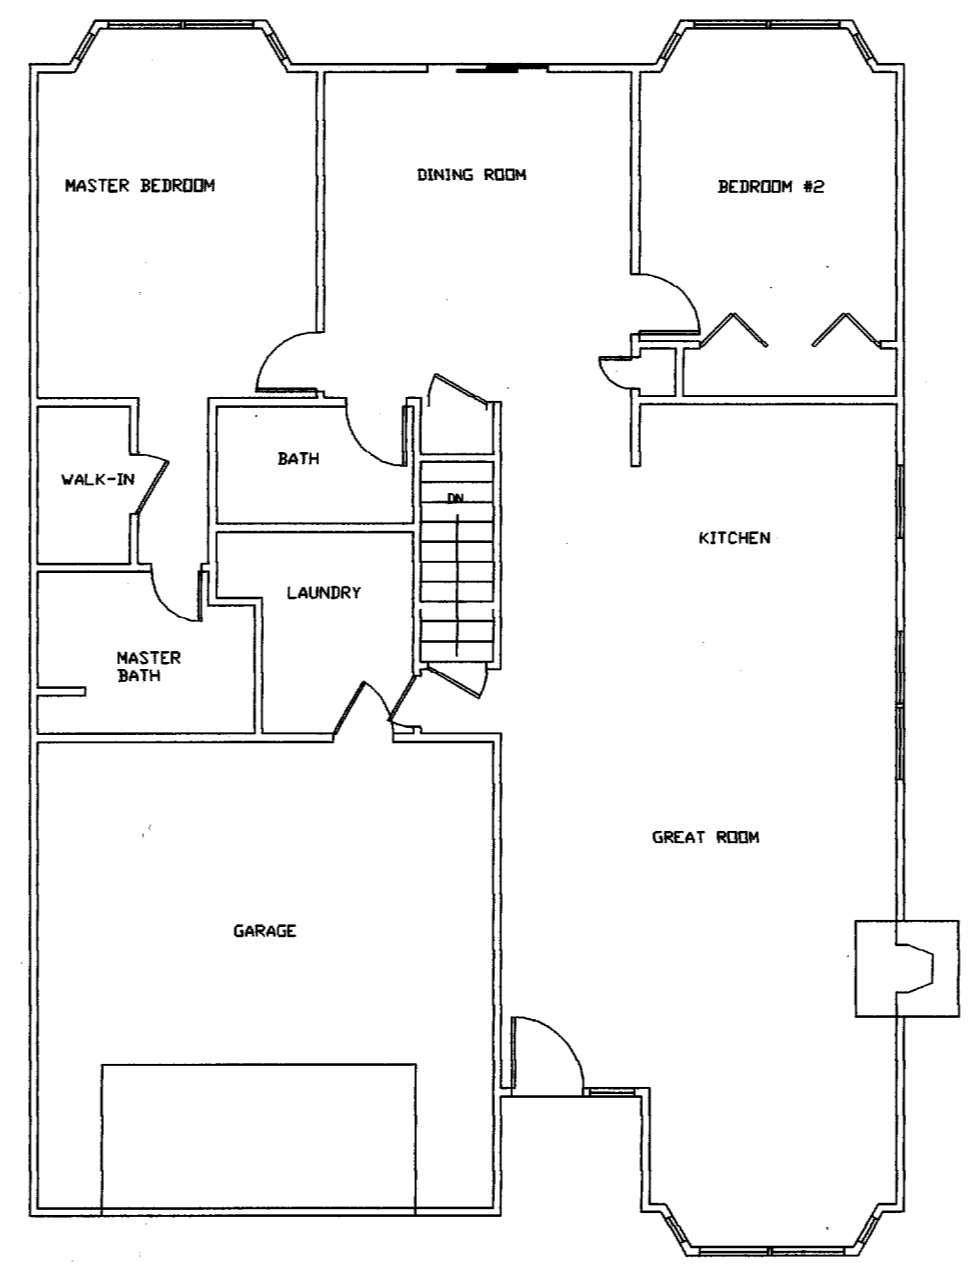 DINING ROOM
MASTER BEDROOM
BEDROOM #2
BATH
WALK-IN
DN
KITCHEN
LAUNDRY
MASTER
BATH
GREAT ROOM
GARAGE